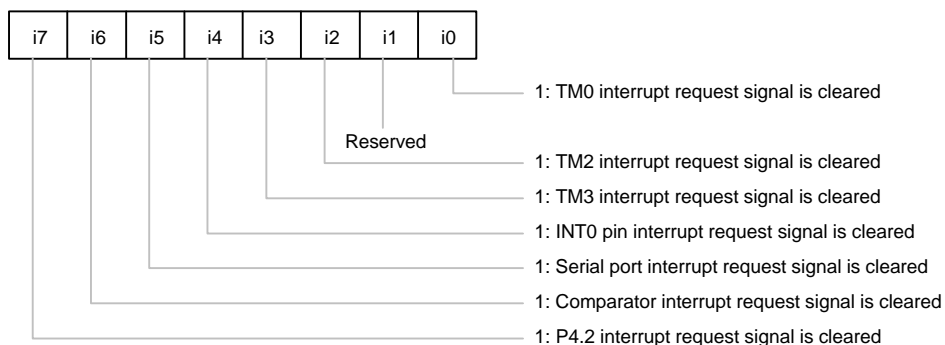 i7 i6 i5 i4 i3 i2 i1 i0
1: TM0 interrupt request signal is cleared
Reserved
1: TM2 interrupt request signal is cleared
1: TM3 interrupt request signal is cleared
1: INT0 pin interrupt request signal is cleared
1: Serial port interrupt request signal is cleared
1: Comparator interrupt request signal is cleared
1: P4.2 interrupt request signal is cleared